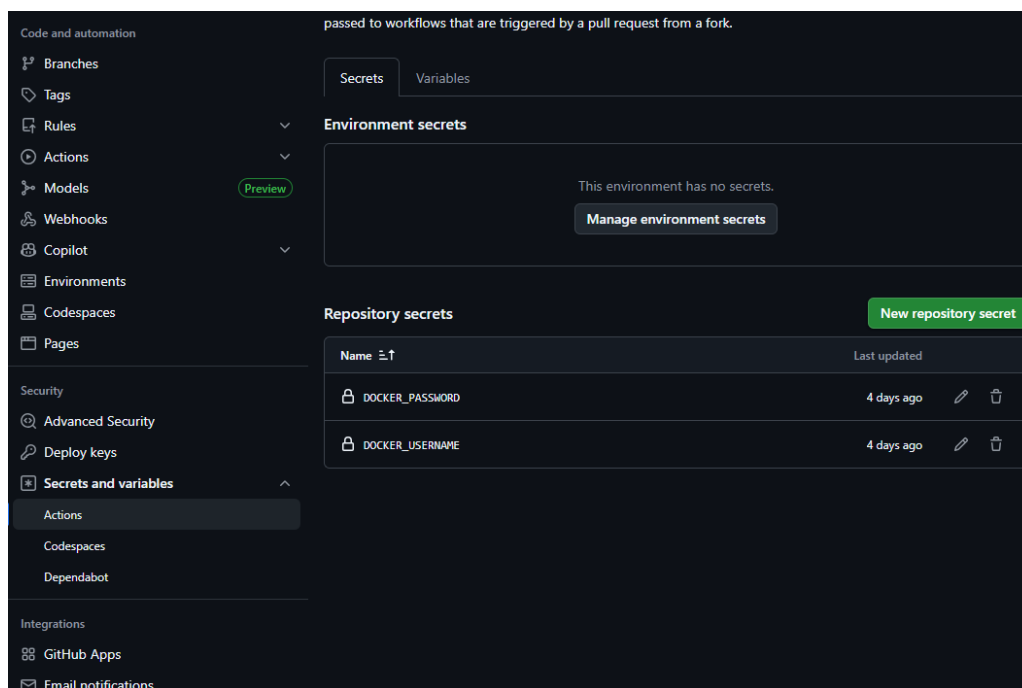 Code and automation
Branches
Tags
Rules
Actions
Models Preview
Webhooks
Copilot
Environments
Codespaces
Pages
Security
Advanced Security
Deploy keys
Secrets and variables
Actions
Codespaces
Dependabot
Integrations
GitHub Apps
Email notifications
passed to workflows that are triggered by a pull request from a fork.
Secrets Variables
Environment secrets
This environment has no secrets.
Manage environment secrets
Repository secrets New repository secret
Name Last updated
DOCKER_PASSWORD 4 days ago
DOCKER_USERNAME 4 days ago